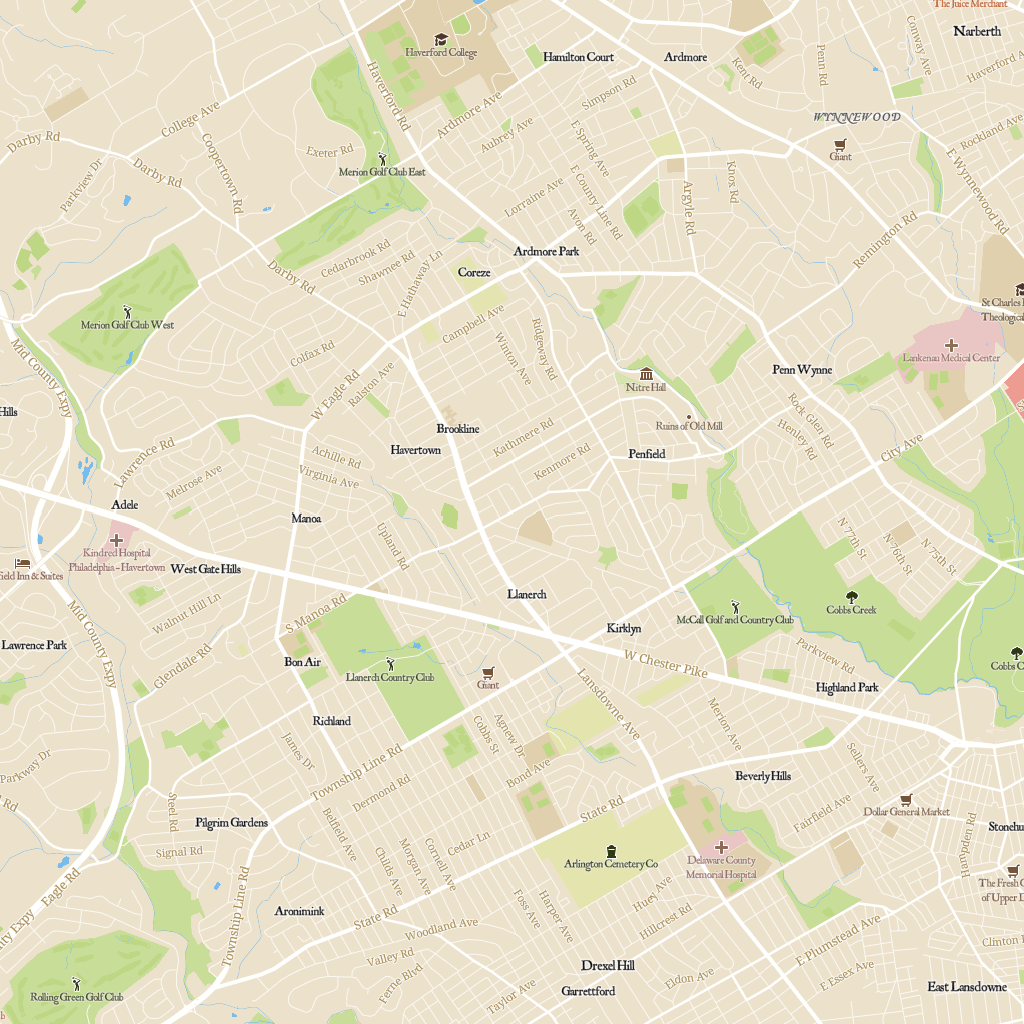 The Juice Merchant
Narberth
Haverford College
Hamilton Court
Ardmore
Conway Ave
Penn Rd
Kent Rd
Haverford A
Haverford Rd
Simpson Rd
College Ave
Ardmore Ave
WYNNEWOOD
Aubrey Ave
E Spring Ave
Rockland Ave
Darby Rd
Exeter Rd
Giant
Coopertown Rd
Merion Golf Club East
E Wynnewood Rd
Darby Rd
Parkview Dr
Knox Rd
Lorraine Ave
E County Line Rd
Argyle Rd
Avon Rd
Remington Rd
Cedarbrook Rd
Ardmore Park
Shawnee Rd
E Hathaway Ln
Coreze
Darby Rd
St Charles
Theological
Merion Golf Club West
Campbell Ave
Ridgeway Rd
Colfax Rd
Winton Ave
Lankenau Medical Center
Mid County Expy
Penn Wynne
W Eagle Rd
Ralston Ave
Nitre Hall
Hills
Rock Glen Rd
Ruins of Old Mill
Brookline
Kathmere Rd
Henley Rd
City Ave
Havertown
Penfield
Achille Rd
Lawrence Rd
Kenmore Rd
Virginia Ave
Melrose Ave
Adele
Manoa
N 77th St
N 76th St
N 75th St
Upland Rd
Kindred Hospital
Philadelphia - Havertown
West Gate Hills
field Inn & Suites
Llanerch
Walnut Hill Ln
S Manoa Rd
Cobbs Creek
McCall Golf and Country Club
Mid County Expy
Kirklyn
Lawrence Park
Bon Air
Glendale Rd
Llanerch Country Club
W Chester Pike
Parkview Rd
Cobbs C
Giant
Highland Park
Lansdowne Ave
Richland
Merion Ave
Cobbs St
Agnew Dr
James Dr
Township Line Rd
Parkway Dr
Sellers Ave
Bond Ave
Beverly Hills
Dermond Rd
Steel Rd
State Rd
Dollar General Market
Pilgrim Gardens
Belfield Ave
Fairfield Ave
Stonehu
Hampden Rd
Signal Rd
Cedar Ln
Cornell Ave
Morgan Ave
Childs Ave
Arlington Cemetery Co
Delaware County
Memorial Hospital
Eagle Rd
The Fresh G
of Upper D
Huey Ave
Township Line Rd
Aronimink
State Rd
Foss Ave
Harper Ave
Hillcrest Rd
Woodland Ave
E Plumstead Ave
Clinton
Valley Rd
Drexel Hill
Ferne Blvd
Eldon Ave
E Essex Ave
Garrettford
Taylor Ave
East Lansdowne
Rolling Green Golf Club